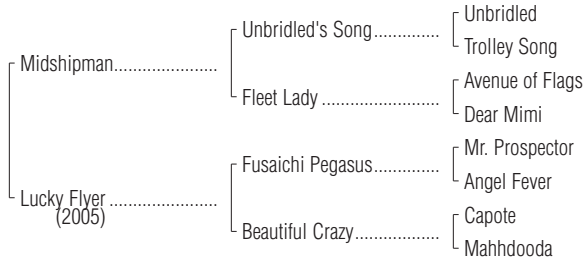 Unbridled
Unbridled's Song..............
Trolley Song
Midshipman......................
Avenue of Flags
Fleet Lady .........................
Dear Mimi
Mr. Prospector
Fusaichi Pegasus..............
Angel Fever
Lucky Flyer .......................
(2005)
Capote
Beautiful Crazy..................
Mahhdooda